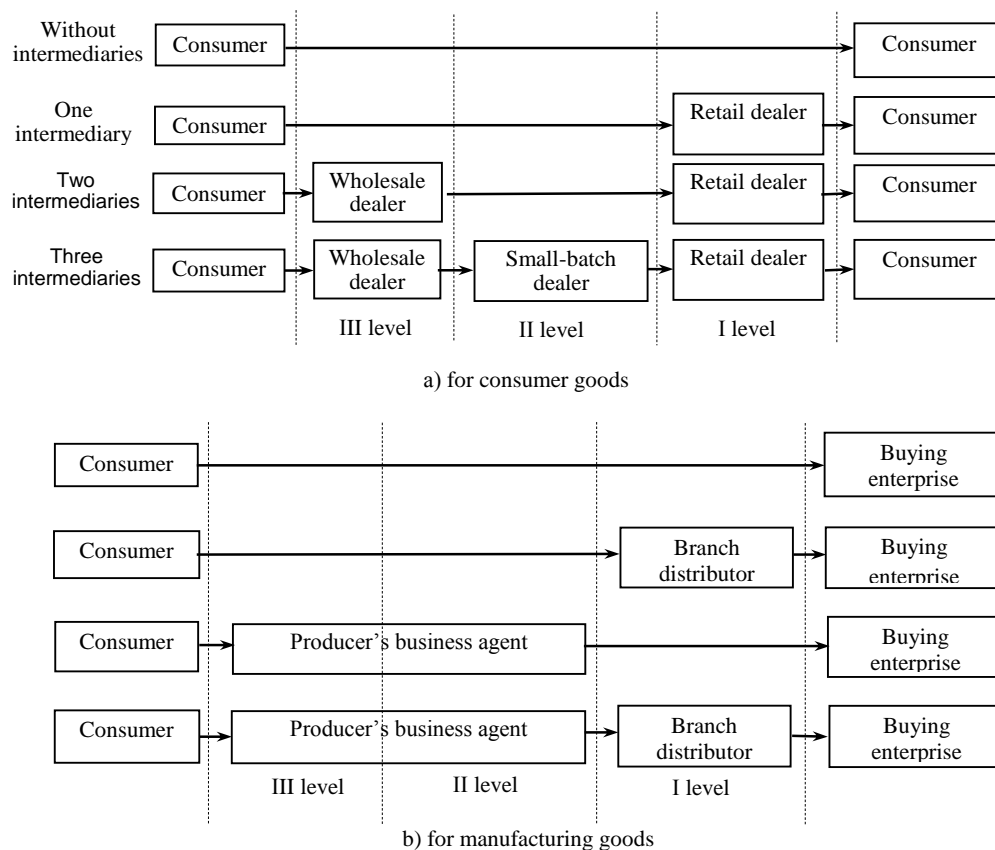 Without
intermediaries
Consumer
Consumer
One
intermediary
Consumer
Retail dealer
Consumer
Two
intermediaries
Consumer
Wholesale
dealer
Retail dealer
Consumer
Three
intermediaries
Consumer
Wholesale
dealer
Small-batch
dealer
Retail dealer
Consumer
III level
II level
I level
a) for consumer goods
Consumer
Buying
enterprise
Consumer
Branch
distributor
Buying
enterprise
Consumer
Producer’s business agent
Buying
enterprise
Consumer
Producer’s business agent
Branch
distributor
Buying
enterprise
III level
II level
I level
b) for manufacturing goods